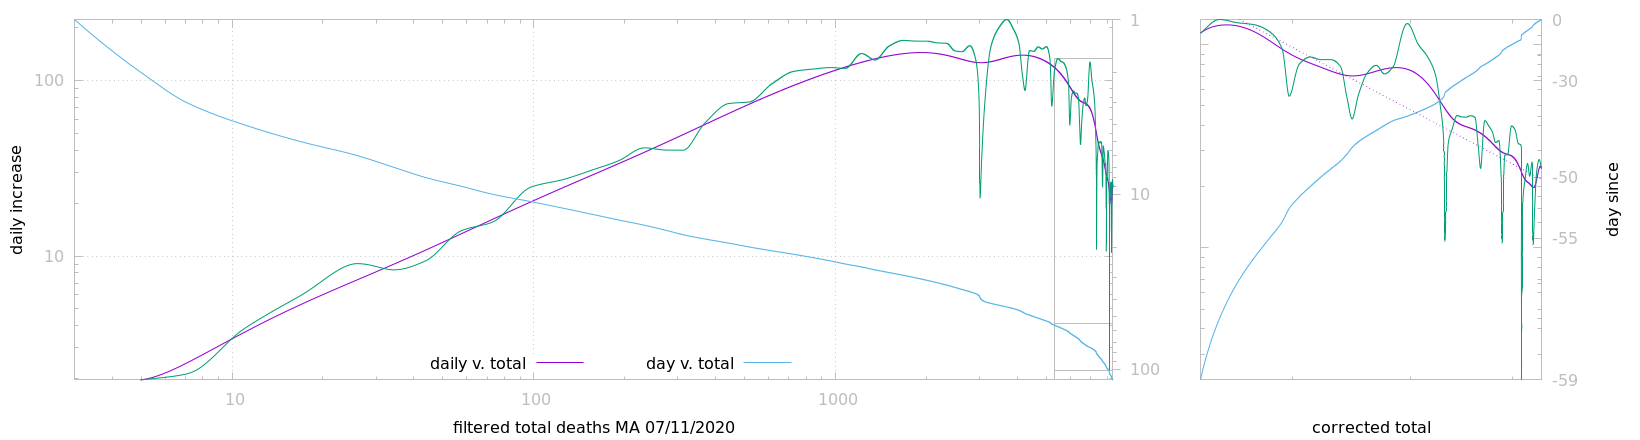 1
0
100
-30
daily increase
-50
day since
10
-55
10
daily v. total
day v. total
100
-59
10
100
1000
filtered total deaths MA 07/11/2020
corrected total